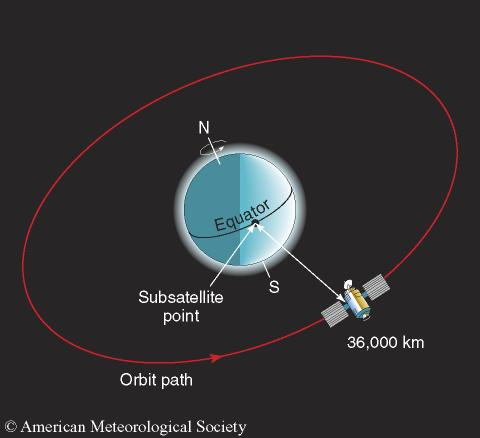 N
Equator
S
Subsatellite
point
36,000 km
Orbit path
© American Meteorological Society